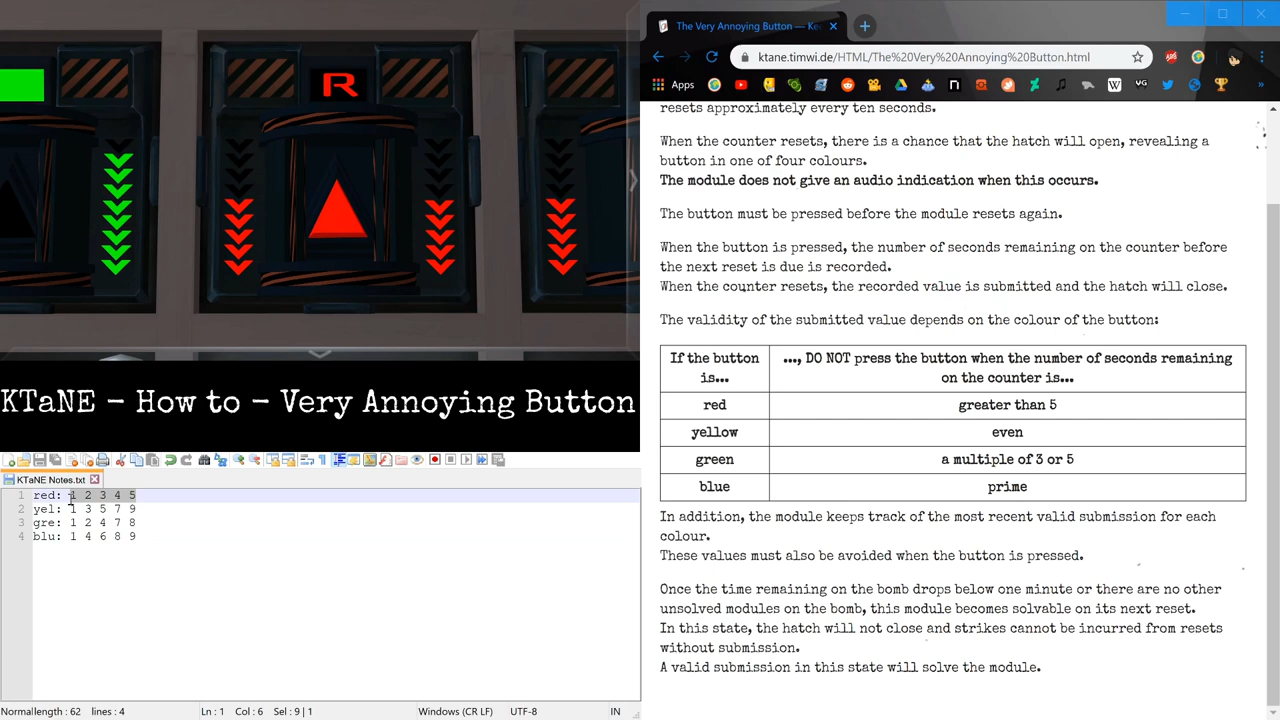 R
KTaNE - How to - Very Annoying Button
KTaNE Notes.txt
1 red: 1 2 3 4 5
2 yel: 1 3 5 7 9
3 gre: 1 2 4 7 8
4 blu: 1 4 6 8 9
Normal length : 62 lines : 4 Ln : 1 Col : 6 Sel : 9 | 1 Windows (CR LF) UTF-8 IN
The Very Annoying Button — Ke
ktane.timwi.de/HTML/The%20Very%20Annoying%20Button.html
Apps
resets approximately every ten seconds.
When the counter resets, there is a chance that the hatch will open, revealing a
button in one of four colours.
The module does not give an audio indication when this occurs.
The button must be pressed before the module resets again.
When the button is pressed, the number of seconds remaining on the counter before
the next reset is due is recorded.
When the counter resets, the recorded value is submitted and the hatch will close.
The validity of the submitted value depends on the colour of the button:
If the button
is...
..., DO NOT press the button when the number of seconds remaining
on the counter is...
red greater than 5
yellow even
green a multiple of 3 or 5
blue prime
In addition, the module keeps track of the most recent valid submission for each
colour.
These values must also be avoided when the button is pressed.
Once the time remaining on the bomb drops below one minute or there are no other
unsolved modules on the bomb, this module becomes solvable on its next reset.
In this state, the hatch will not close and strikes cannot be incurred from resets
without submission.
A valid submission in this state will solve the module.